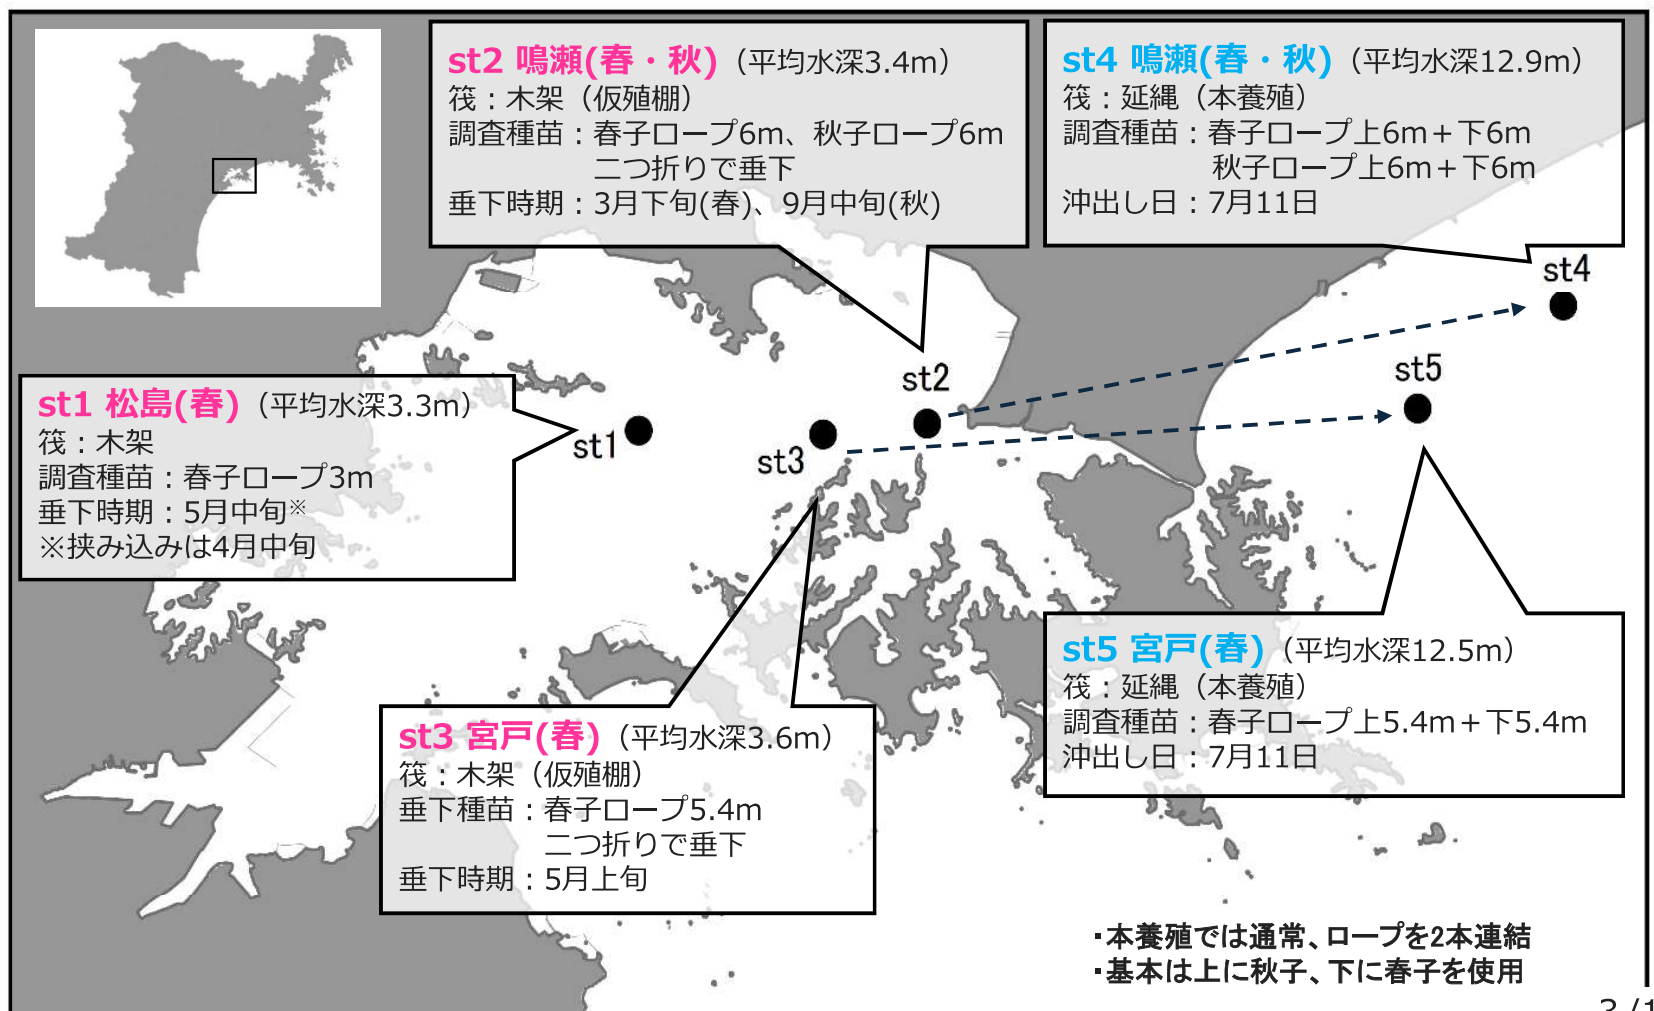 st2 鳴瀬(春・秋)（平均水深3.4m）
筏：木架（仮殖棚）
調査種苗：春子ロープ6m、秋子ロープ6m
二つ折りで垂下
垂下時期：3月下旬(春)、9月中旬(秋)
st4 鳴瀬(春・秋)（平均水深12.9m）
筏：延縄（本養殖）
調査種苗：春子ロープ上6m＋下6m
秋子ロープ上6m＋下6m
沖出し日：7月11日
st4
st2
st5
st1 松島(春)（平均水深3.3m）
筏：木架
調査種苗：春子ロープ3m
垂下時期：5月中旬※
※挟み込みは4月中旬
st1
st3
st5 宮戸(春)（平均水深12.5m）
筏：延縄（本養殖）
調査種苗：春子ロープ上5.4m＋下5.4m
沖出し日：7月11日
st3 宮戸(春)（平均水深3.6m）
筏：木架（仮殖棚）
垂下種苗：春子ロープ5.4m
二つ折りで垂下
垂下時期：5月上旬
・本養殖では通常、ロープを2本連結
・基本は上に秋子、下に春子を使用